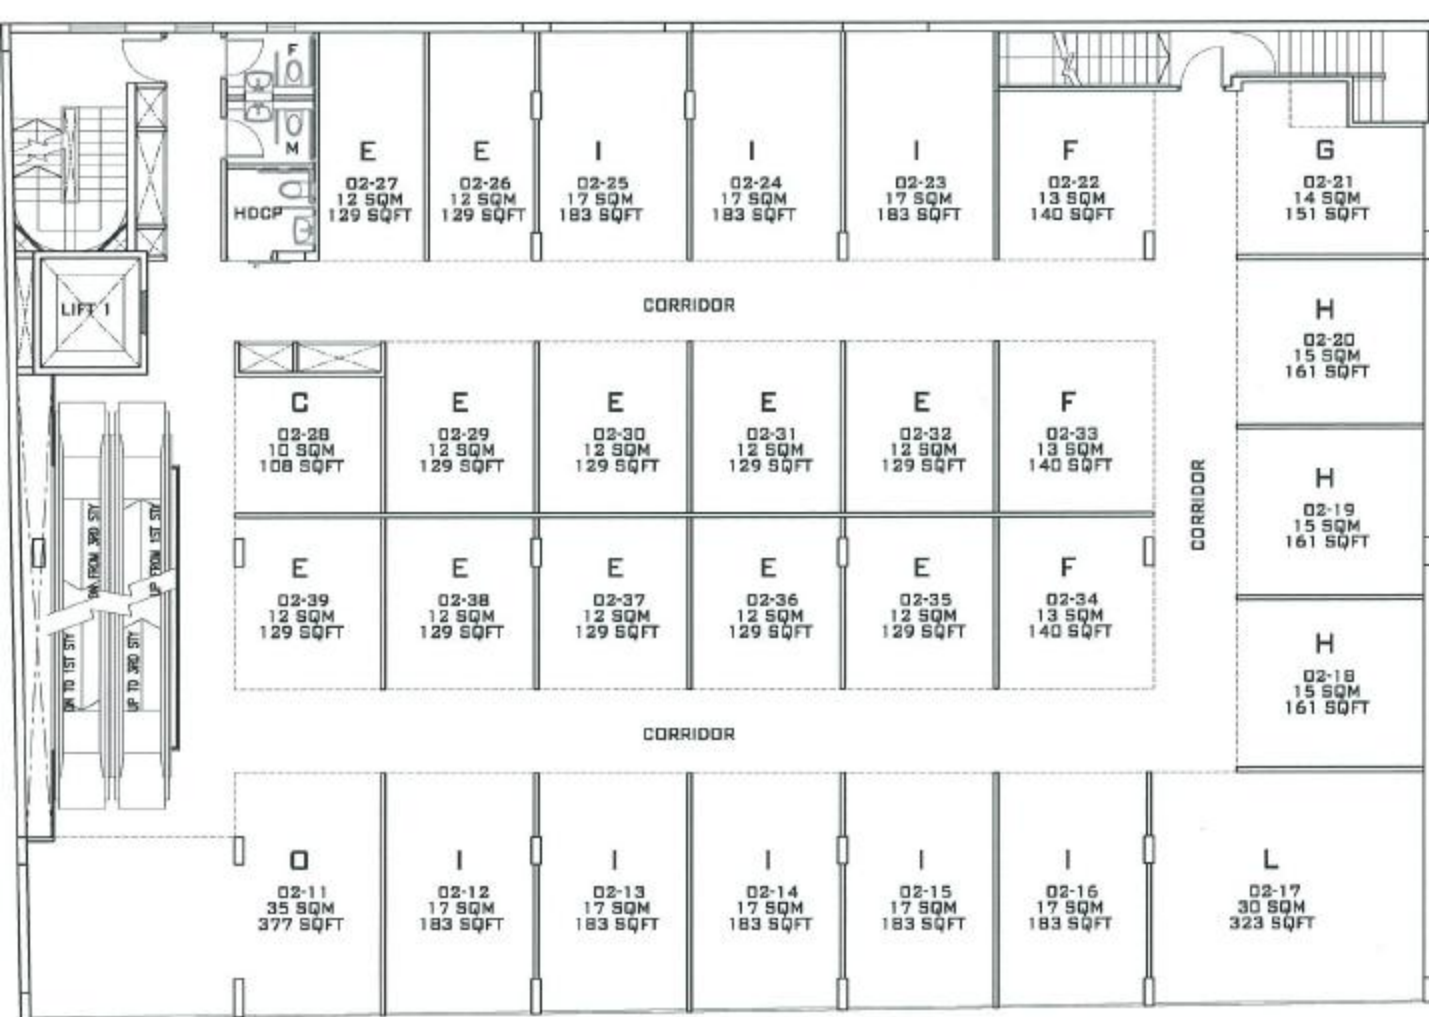 F
M
HDCP
E
02-27
12 SQM
129 SQFT
E
02-26
12 SQM
129 SQFT
I
02-25
17 SQM
183 SQFT
I
02-24
17 SQM
183 SQFT
I
02-23
17 SQM
183 SQFT
F
02-22
13 SQM
140 SQFT
G
02-21
14 SQM
151 SQFT
LIFT 1
CORRIDOR
H
02-20
15 SQM
161 SQFT
C
02-28
10 SQM
108 SQFT
E
02-29
12 SQM
129 SQFT
E
02-30
12 SQM
129 SQFT
E
02-31
12 SQM
129 SQFT
E
02-32
12 SQM
129 SQFT
F
02-33
13 SQM
140 SQFT
CORRIDOR
H
02-19
15 SQM
161 SQFT
DN FROM 3RD STY
UP FROM 1ST STY
DN TO 1ST STY
UP TO 3RD STY
E
02-39
12 SQM
129 SQFT
E
02-38
12 SQM
129 SQFT
E
02-37
12 SQM
129 SQFT
E
02-36
12 SQM
129 SQFT
E
02-35
12 SQM
129 SQFT
F
02-34
13 SQM
140 SQFT
H
02-18
15 SQM
161 SQFT
CORRIDOR
O
02-11
35 SQM
377 SQFT
I
02-12
17 SQM
183 SQFT
I
02-13
17 SQM
183 SQFT
I
02-14
17 SQM
183 SQFT
I
02-15
17 SQM
183 SQFT
I
02-16
17 SQM
183 SQFT
L
02-17
30 SQM
323 SQFT